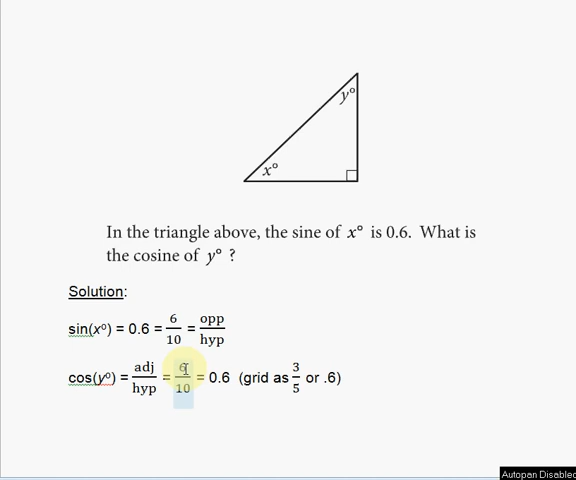 y°
x°
In the triangle above, the sine of x° is 0.6. What is
the cosine of y° ?
Solution:
sin(x°) = 0.6 = 6/10 = opp/hyp
cos(y°) = adj/hyp = 6/10 = 0.6 (grid as 3/5 or .6)
Autopan Disabled